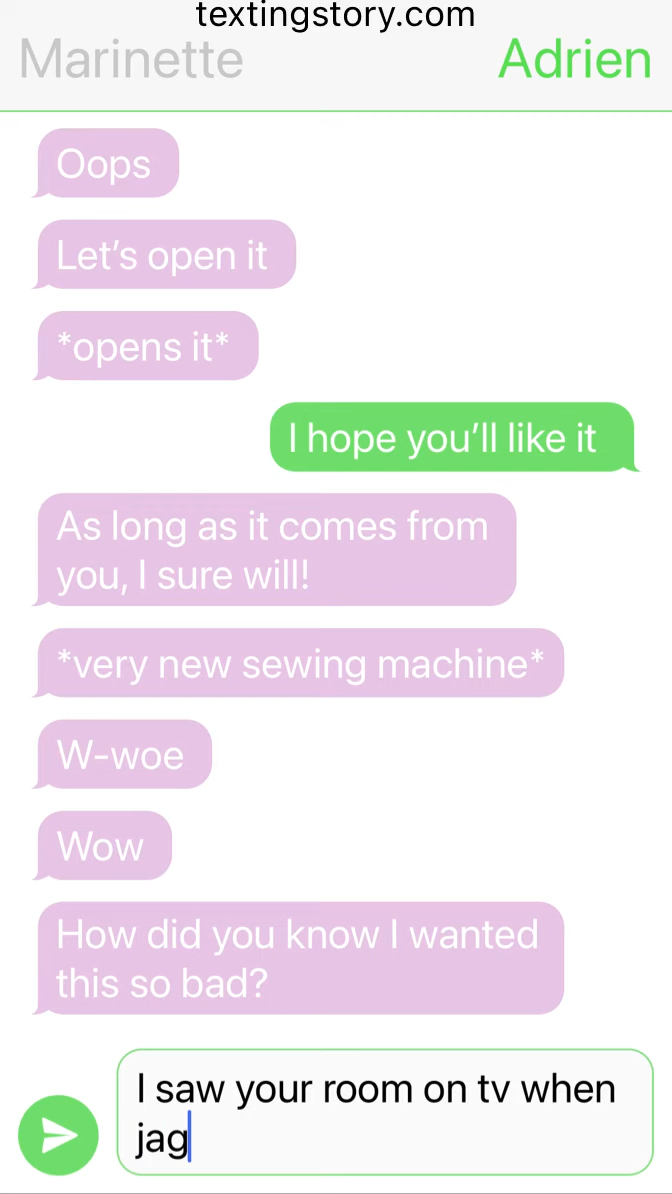 textingstory.com
Marinette Adrien
Oops
Let’s open it
*opens it*
I hope you’ll like it
As long as it comes from
you, I sure will!
*very new sewing machine*
W-woe
Wow
How did you know I wanted
this so bad?
I saw your room on tv when
jag